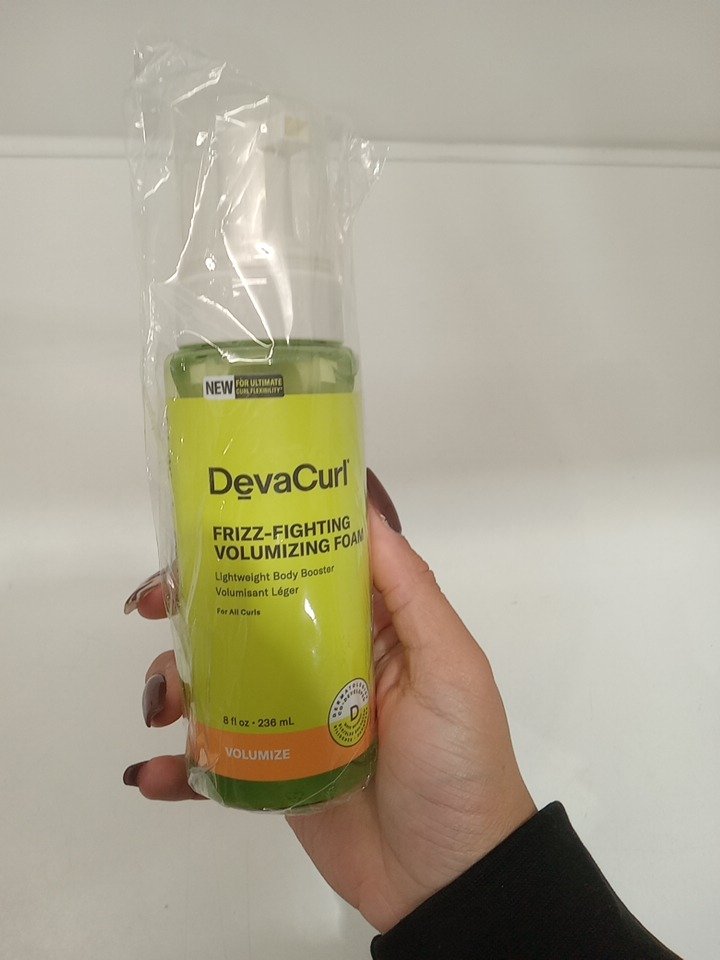 NEW FOR ULTIMATE
CURL FLEXIBILITY
DevaCurl
FRIZZ-FIGHTING
VOLUMIZING FOAM
Lightweight Body Booster
Volumisant Léger
For All Curls
8 fl oz · 236 mL
D
VOLUMIZE